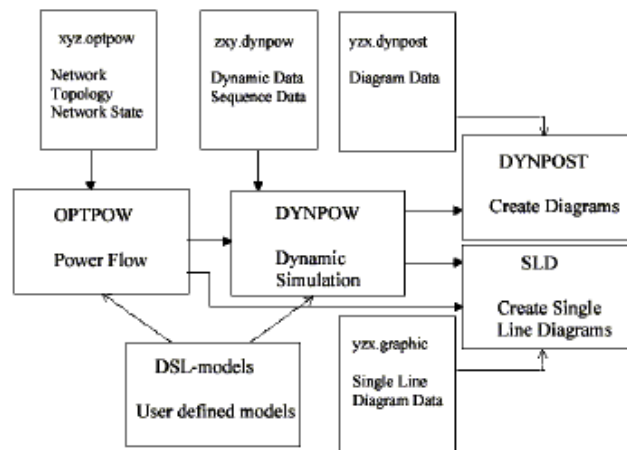 xyz.optpow
Network
Topology
Network State
zxy.dynpow
Dynamic Data
Sequence Data
yzx.dynpost
Diagram Data
OPTPOW
Power Flow
DYNPOW
Dynamic
Simulation
DYNPOST
Create Diagrams
SLD
Create Single
Line Diagrams
DSL-models
User defined models
yzx.graphic
Single Line
Diagram Data